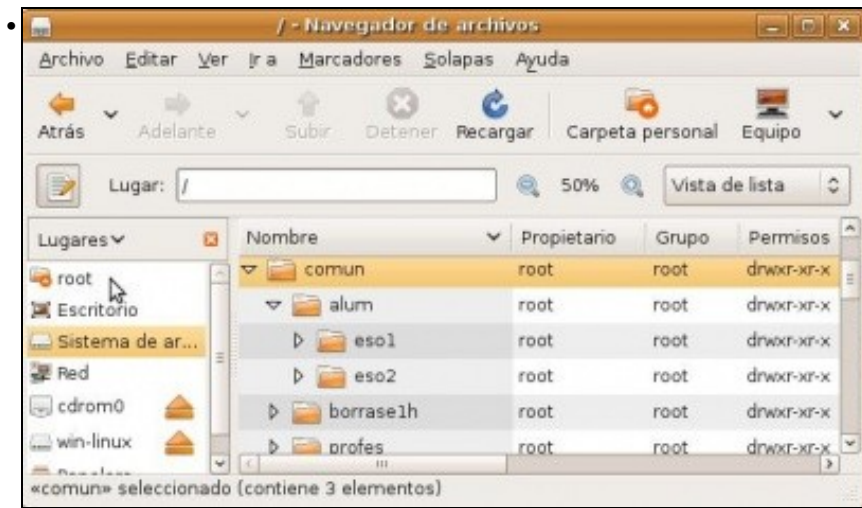 / - Navegador de archivos
Archivo Editar Ver Ir a Marcadores Solapas Ayuda
Atrás Adelante Subir Detener Recargar Carpeta personal Equipo
Lugar: / 50% Vista de lista
Lugares Nombre Propietario Grupo Permisos
root comun root root drwxr-xr-x
Escritorio alum root root drwxr-xr-x
Sistema de ar... eso1 root root drwxr-xr-x
Red eso2 root root drwxr-xr-x
cdrom0 borrase1h root root drwxr-xr-x
win-linux profes root root drwxr-xr-x
«comun» seleccionado (contiene 3 elementos)